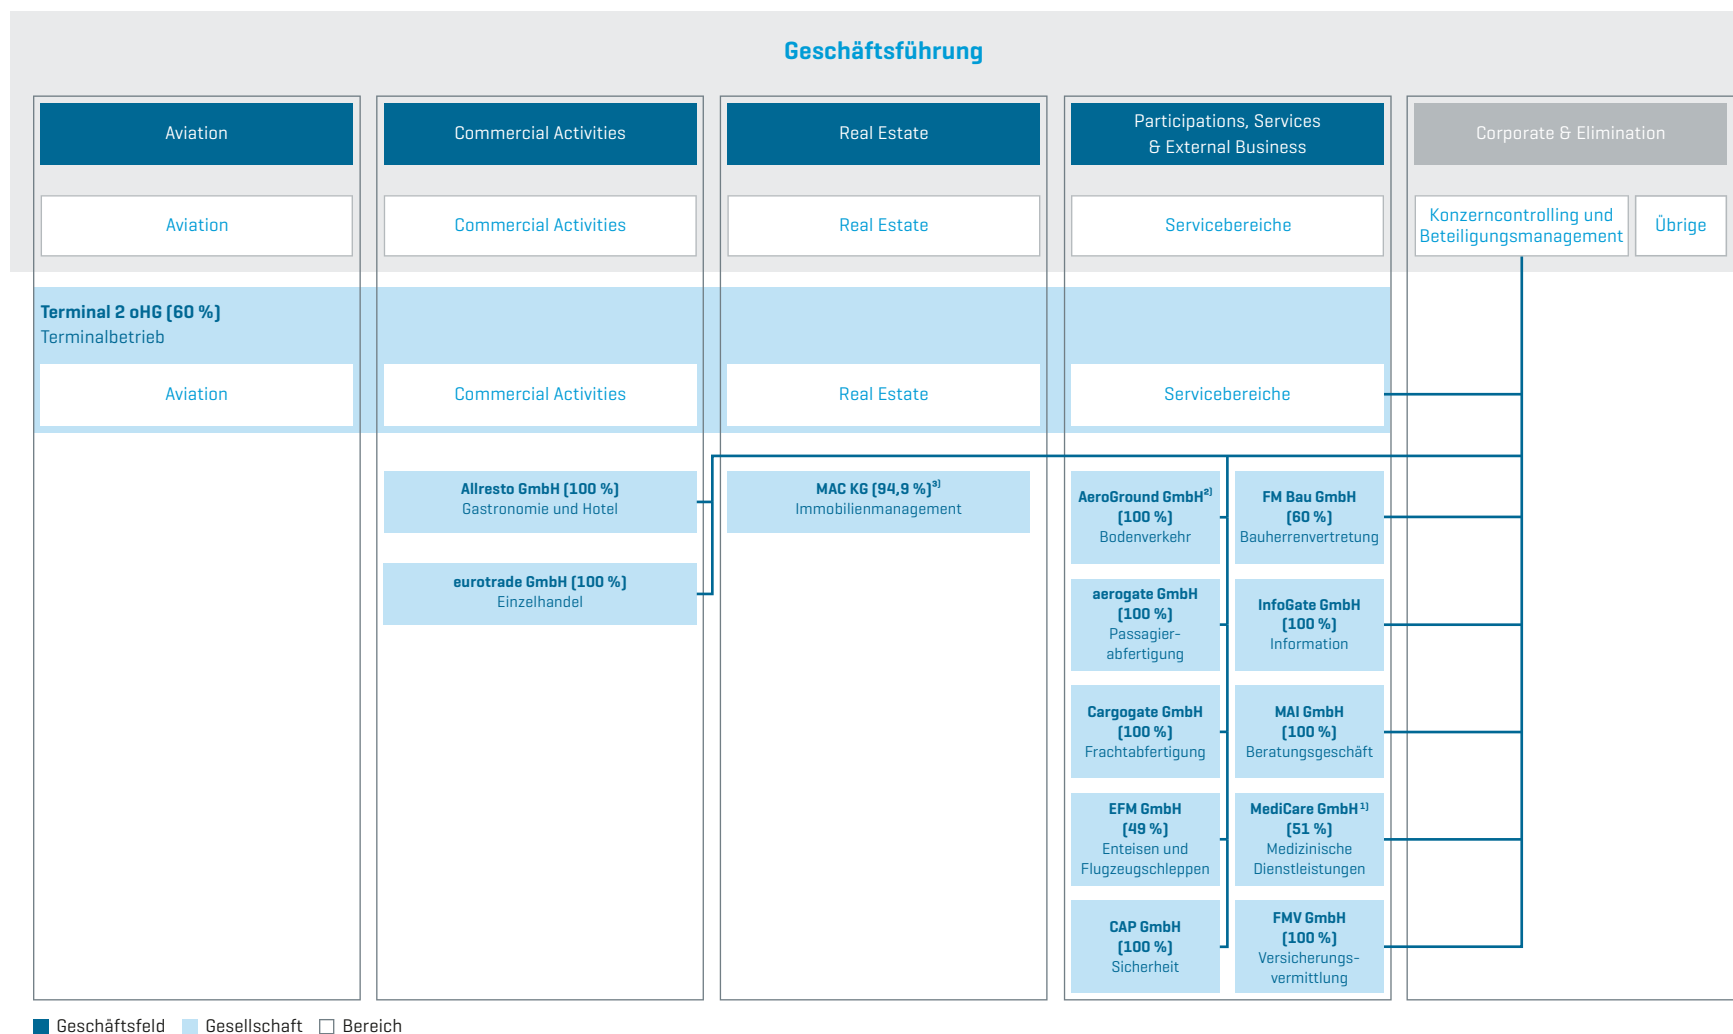 Geschäftsführung
Aviation
Commercial Activities
Real Estate
Participations, Services
& External Business
Corporate & Elimination
Aviation
Commercial Activities
Real Estate
Servicebereiche
Konzerncontrolling und
Beteiligungsmanagement
Übrige
Terminal 2 oHG (60 %)
Terminalbetrieb
Aviation
Commercial Activities
Real Estate
Servicebereiche
Allresto GmbH (100 %)
Gastronomie und Hotel
eurotrade GmbH (100 %)
Einzelhandel
MAC KG (94,9 %)³⁾
Immobilienmanagement
AeroGround GmbH²⁾
(100 %)
Bodenverkehr
FM Bau GmbH
(60 %)
Bauherrenvertretung
aerogate GmbH
(100 %)
Passagier-
abfertigung
InfoGate GmbH
(100 %)
Information
Cargogate GmbH
(100 %)
Frachtabfertigung
MAI GmbH
(100 %)
Beratungsgeschäft
EFM GmbH
(49 %)
Enteisen und
Flugzeugschleppen
MediCare GmbH¹⁾
(51 %)
Medizinische
Dienstleistungen
CAP GmbH
(100 %)
Sicherheit
FMV GmbH
(100 %)
Versicherungs-
vermittlung
Geschäftsfeld Gesellschaft Bereich